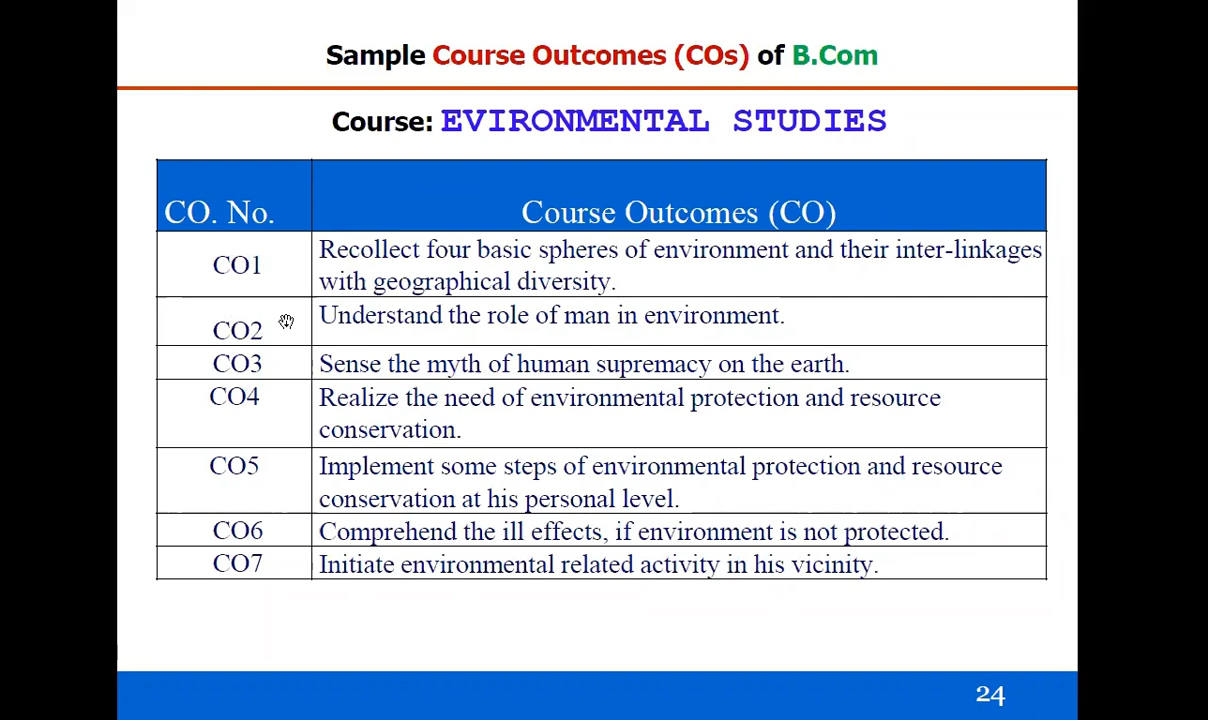 Sample Course Outcomes (COs) of B.Com
Course: EVIRONMENTAL STUDIES
CO. No. Course Outcomes (CO)
CO1 Recollect four basic spheres of environment and their inter-linkages
with geographical diversity.
CO2 Understand the role of man in environment.
CO3 Sense the myth of human supremacy on the earth.
CO4 Realize the need of environmental protection and resource
conservation.
CO5 Implement some steps of environmental protection and resource
conservation at his personal level.
CO6 Comprehend the ill effects, if environment is not protected.
CO7 Initiate environmental related activity in his vicinity.
24